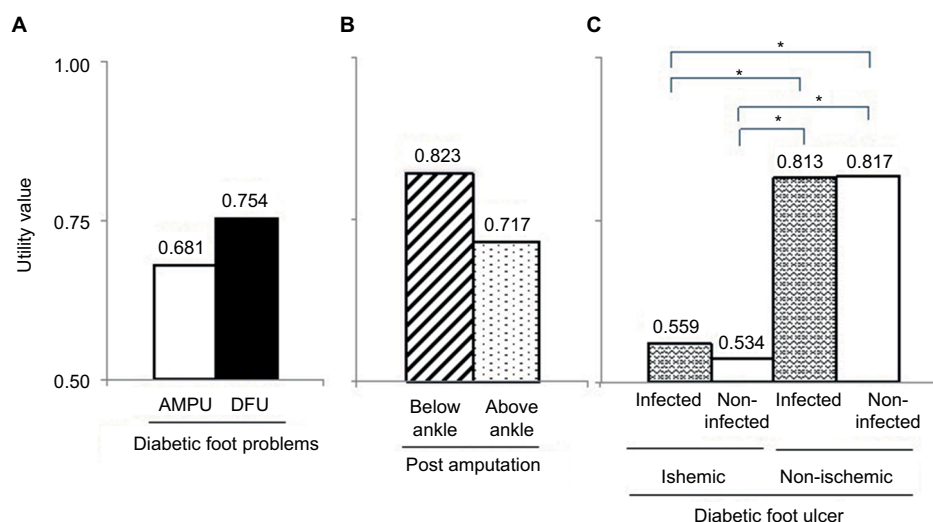 A
B
C
Utility value
1.00
0.75
0.50
0.681
0.754
AMPU DFU
Diabetic foot problems
0.823
0.717
Below
ankle
Above
ankle
Post amputation
*
*
*
*
0.559
0.534
0.813
0.817
Infected
Non-
infected
Infected
Non-
infected
Ishemic
Non-ischemic
Diabetic foot ulcer